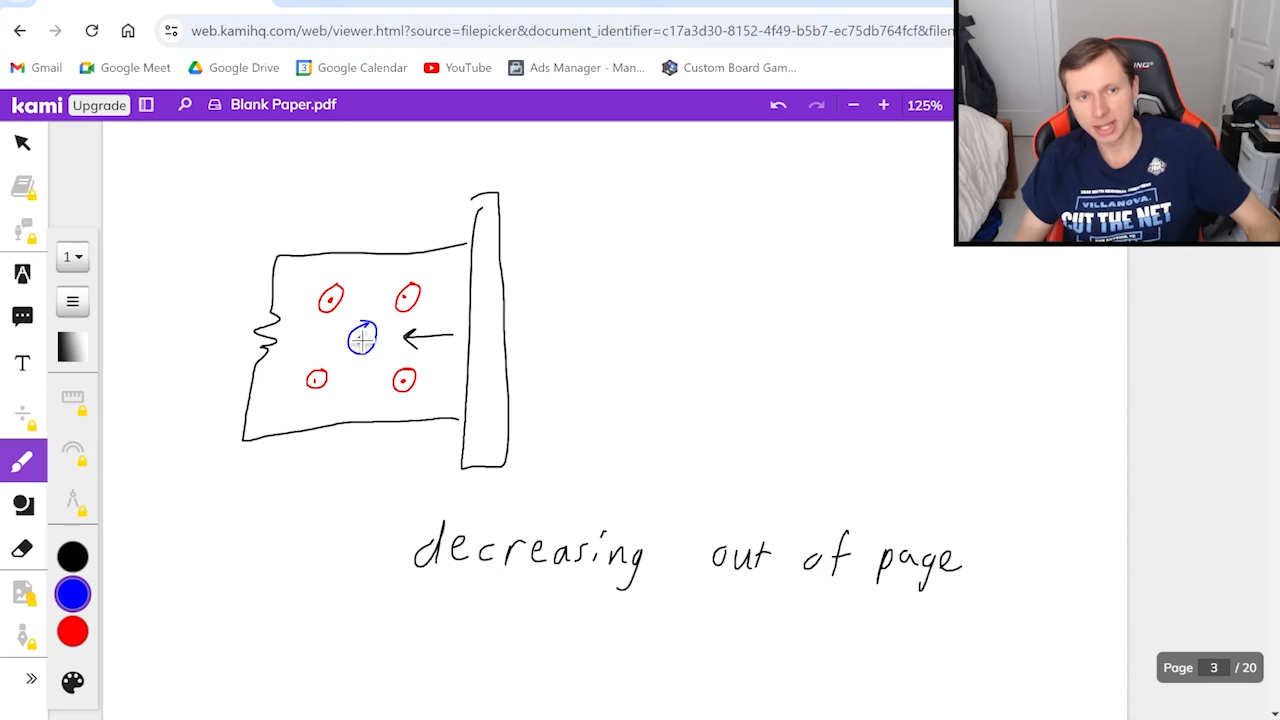 web.kamihq.com/web/viewer.html?source=filepicker&document_identifier=c17a3d30-8152-4f49-b5b7-ec75db764fcf&filen
Gmail Google Meet Google Drive 3 Google Calendar YouTube Ads Manager - Man... Custom Board Gam...
kami Upgrade Blank Paper.pdf 125%
1
T
A
VILLANOVA
CUT THE NET
decreasing out of page
Page 3 / 20